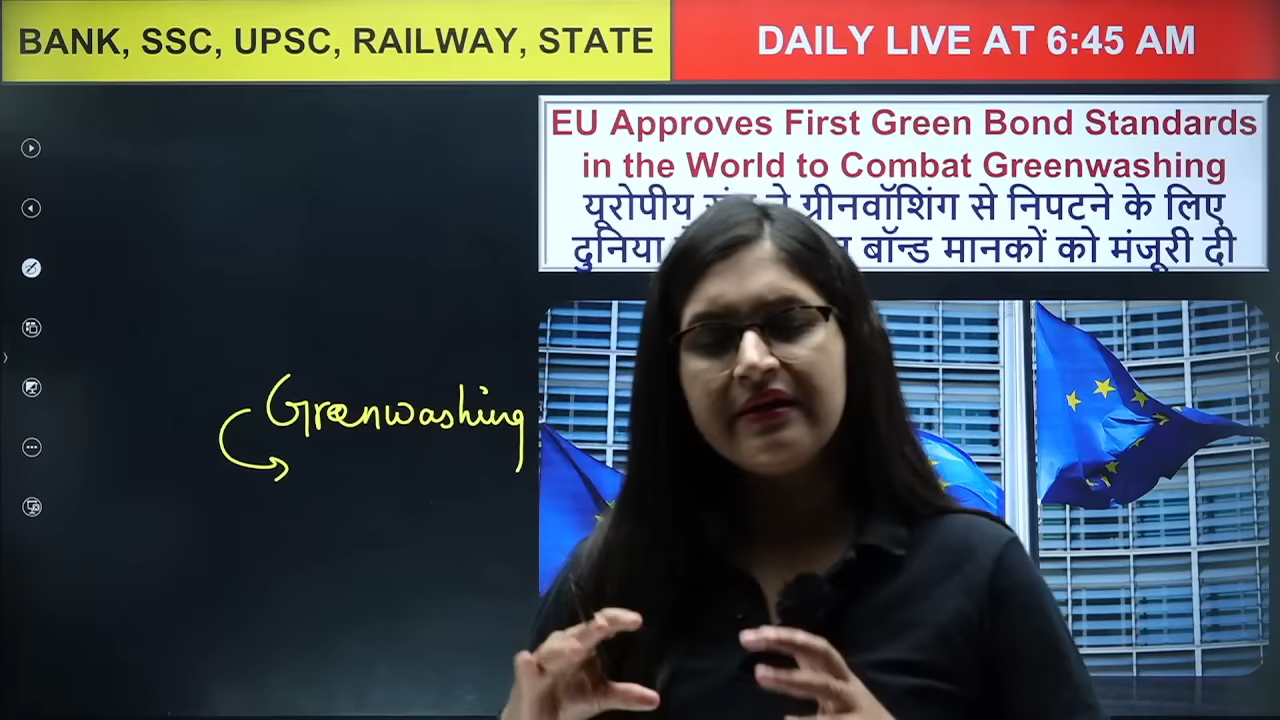 BANK, SSC, UPSC, RAILWAY, STATE
DAILY LIVE AT 6:45 AM
EU Approves First Green Bond Standards
in the World to Combat Greenwashing
यूरोपीय ने ग्रीनवॉशिंग से निपटने के लिए
दुनिया बॉन्ड मानकों को मंजूरी दी
Greenwashing